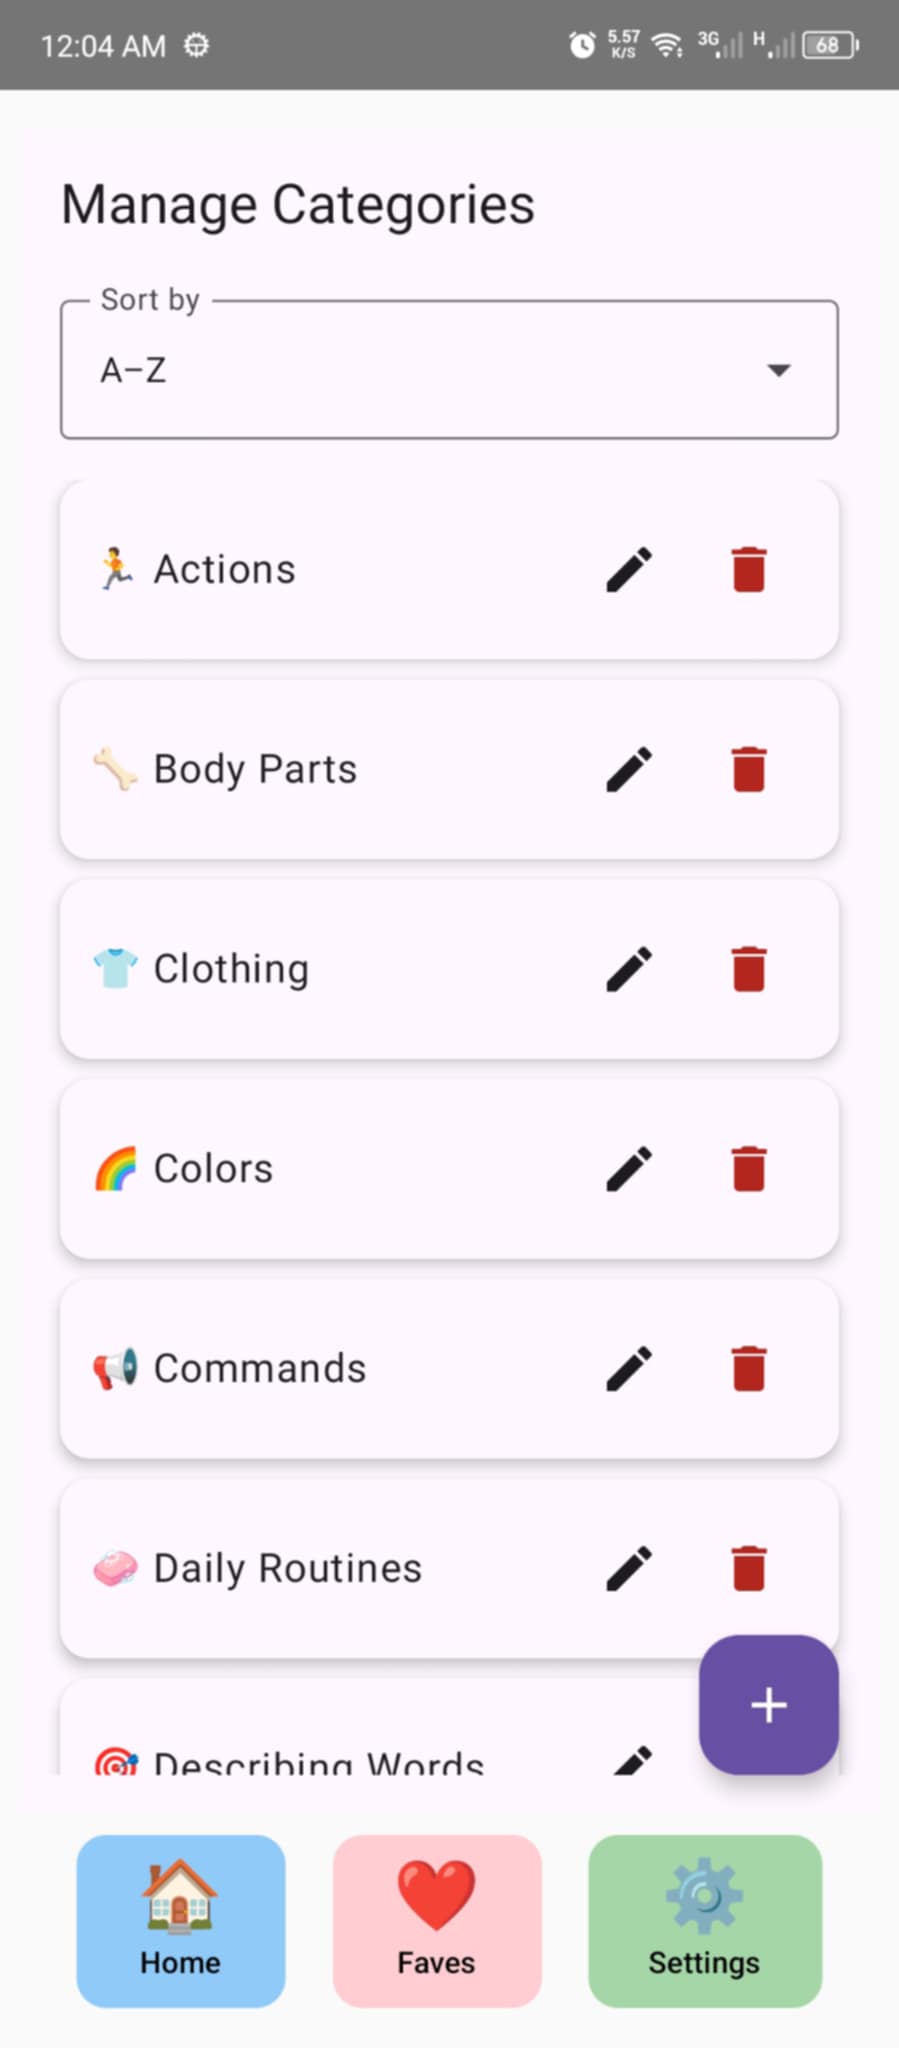 12:04 AM
5.57 K/S
3G
H
68
Manage Categories
Sort by
A–Z
Actions
Body Parts
Clothing
Colors
Commands
Daily Routines
Describing Words
Home
Faves
Settings